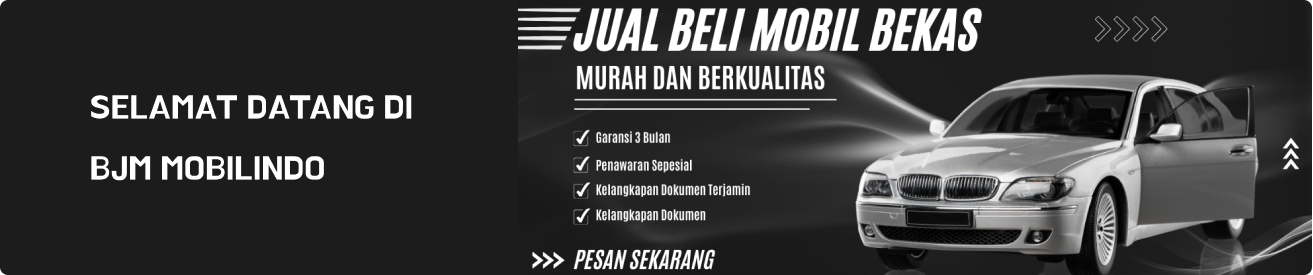 SELAMAT DATANG DI
BJM MOBILINDO
JUAL BELI MOBIL BEKAS
MURAH DAN BERKUALITAS
Garansi 3 Bulan
Penawaran Sepesial
Kelangkapan Dokumen Terjamin
Kelangkapan Dokumen
PESAN SEKARANG